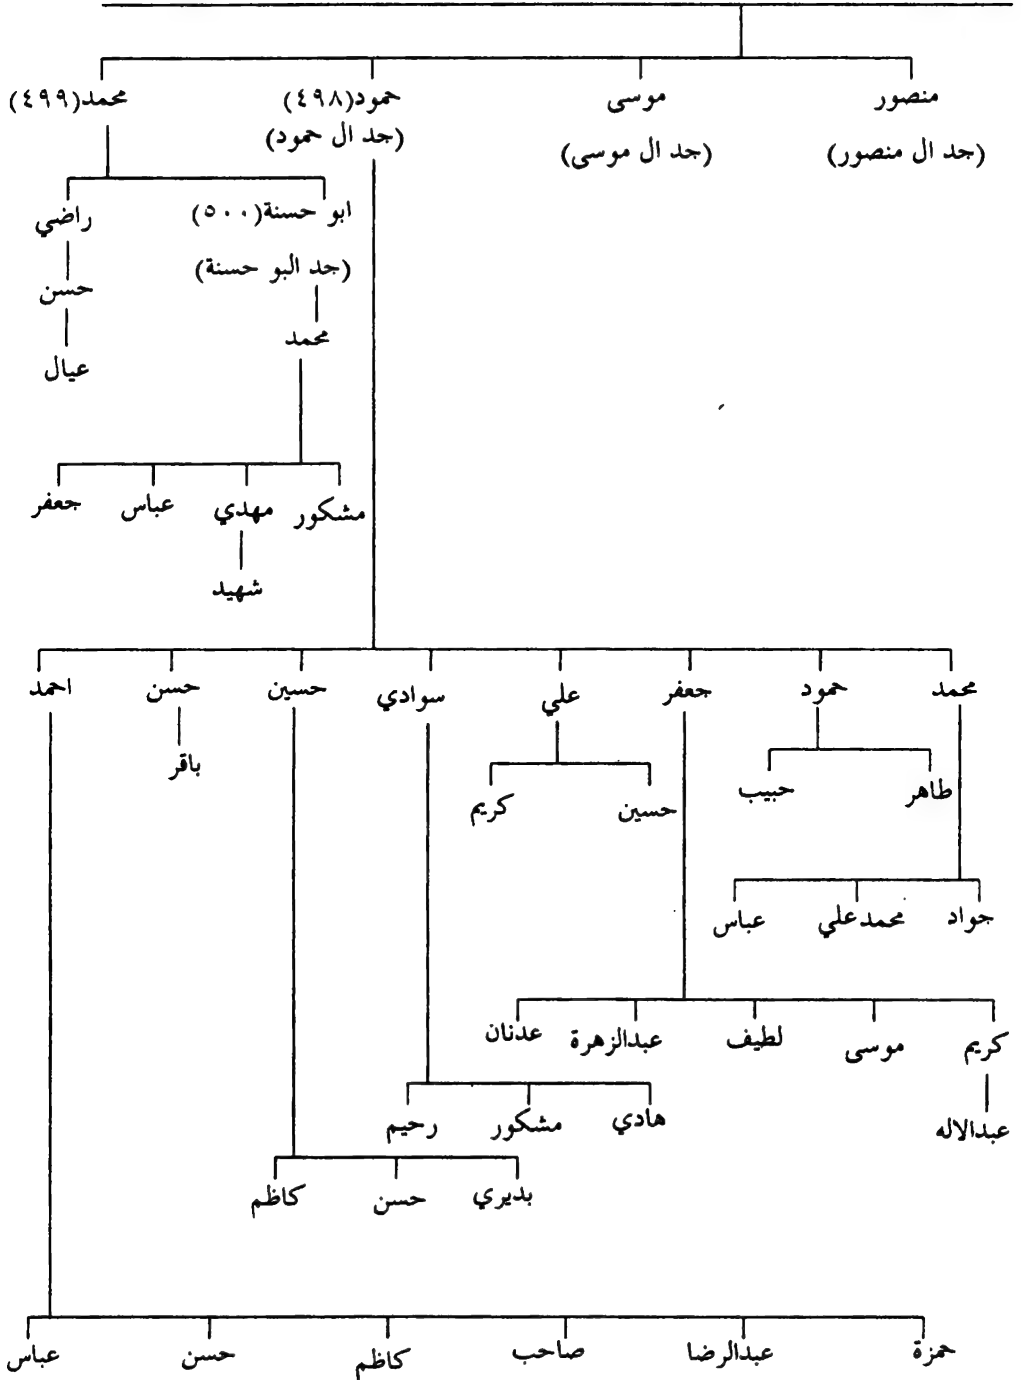 منصور موسى حمود(٤٩٨) محمد(٤٩٩)
(جد ال منصور) (جد ال موسى) (جد ال حمود)
ابو حسنة(٥٠٠) راضي
(جد البو حسنة) حسن
محمد عيال
مشكور مهدي عباس جعفر
شهيد
محمد حمود جعفر علي سوادي حسين حسن احمد
باقر
طاهر حبيب حسين كريم
جواد محمدعلي عباس
كريم موسى لطيف عبدالزهرة عدنان
عبدالاله هادي مشكور رحيم
بديري حسن كاظم
حمزة عبدالرضا صاحب كاظم حسن عباس